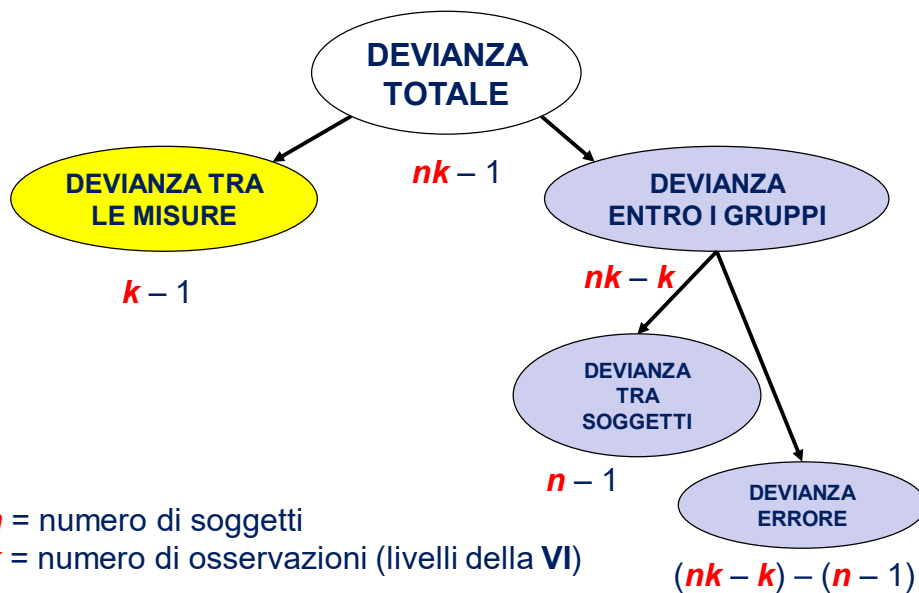 DEVIANZA
TOTALE
DEVIANZA TRA
LE MISURE
nk – 1
DEVIANZA
ENTRO I GRUPPI
k – 1
nk – k
DEVIANZA
TRA
SOGGETTI
n – 1
DEVIANZA
ERRORE
n = numero di soggetti
= numero di osservazioni (livelli della VI)
(nk – k) – (n – 1)